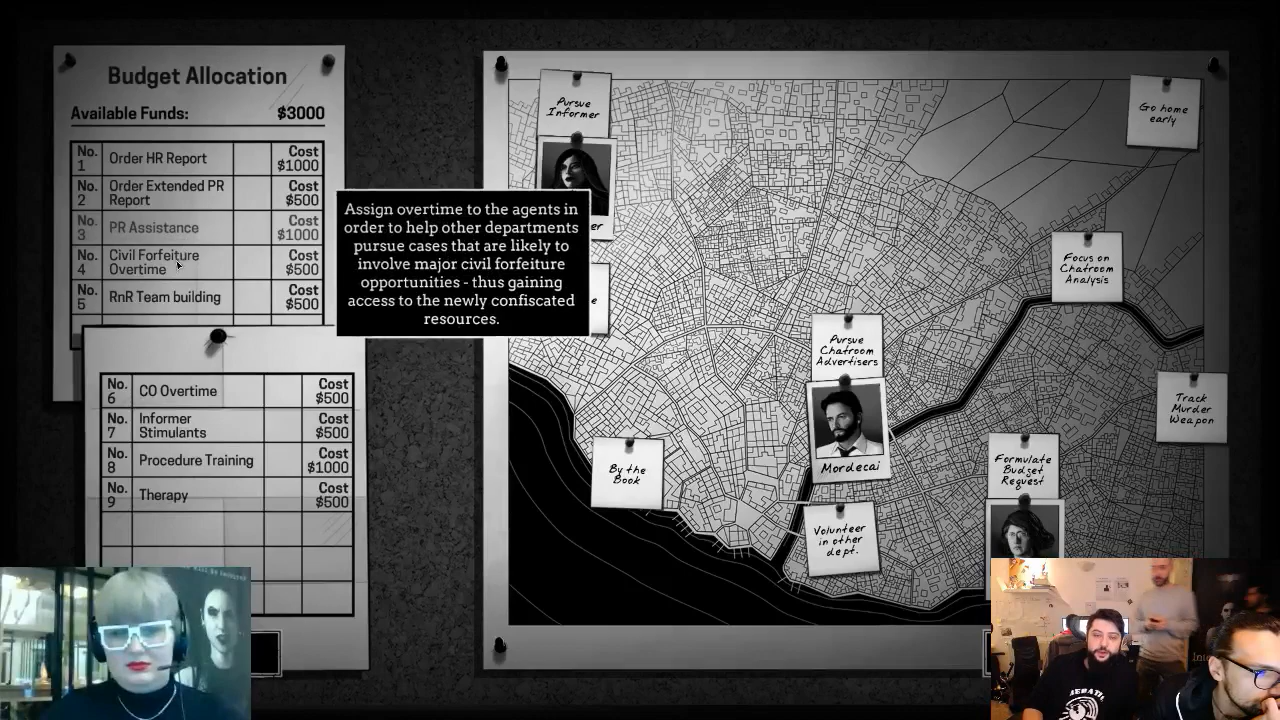 Budget Allocation
Available Funds: $3000
No. 1 Order HR Report Cost $1000
No. 2 Order Extended PR Report Cost $500
No. 3 PR Assistance Cost $1000
No. 4 Civil Forfeiture Overtime Cost $500
No. 5 RnR Team building Cost $500
No. 6 CO Overtime Cost $500
No. 7 Informer Stimulants Cost $500
No. 8 Procedure Training Cost $1000
No. 9 Therapy Cost $500
Assign overtime to the agents in
order to help other departments
pursue cases that are likely to
involve major civil forfeiture
opportunities - thus gaining
access to the newly confiscated
resources.
Pursue
Informer
Go home
early
Focus on
Chatroom
Analysis
Pursue
Chatroom
Advertisers
Mordecai
Track
Murder
Weapon
By the
Book
Formulate
Budget
Request
Volunteer
in other
dept.